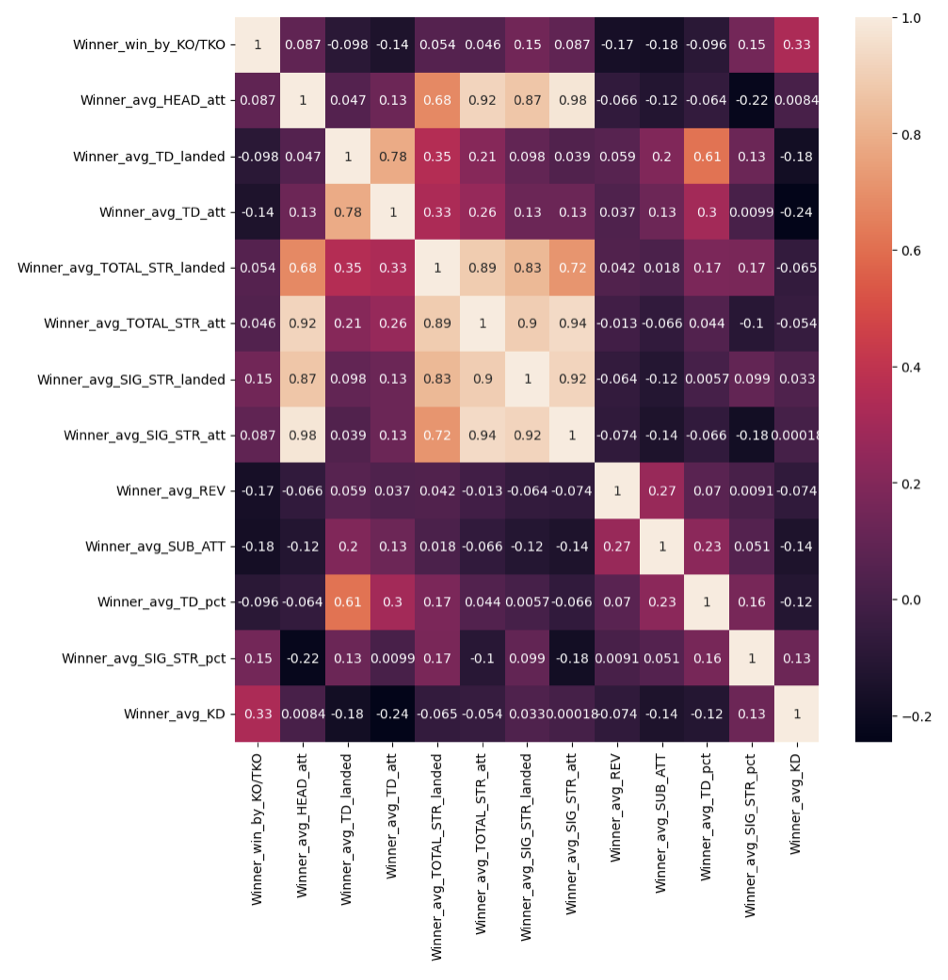 Winner_win_by_KO/TKO 1 0.087 -0.098 -0.14 0.054 0.046 0.15 0.087 -0.17 -0.18 -0.096 0.15 0.33
Winner_avg_HEAD_att 0.087 1 0.047 0.13 0.68 0.92 0.87 0.98 -0.066 -0.12 -0.064 -0.22 0.0084
Winner_avg_TD_landed -0.098 0.047 1 0.78 0.35 0.21 0.098 0.039 0.059 0.2 0.61 0.13 -0.18
Winner_avg_TD_att -0.14 0.13 0.78 1 0.33 0.26 0.13 0.13 0.037 0.13 0.3 0.0099 -0.24
Winner_avg_TOTAL_STR_landed 0.054 0.68 0.35 0.33 1 0.89 0.83 0.72 0.042 0.018 0.17 0.17 -0.065
Winner_avg_TOTAL_STR_att 0.046 0.92 0.21 0.26 0.89 1 0.9 0.94 -0.013 -0.066 0.044 -0.1 -0.054
Winner_avg_SIG_STR_landed 0.15 0.87 0.098 0.13 0.83 0.9 1 0.92 -0.064 -0.12 0.0057 0.099 0.033
Winner_avg_SIG_STR_att 0.087 0.98 0.039 0.13 0.72 0.94 0.92 1 -0.074 -0.14 -0.066 -0.18 0.00018
Winner_avg_REV -0.17 -0.066 0.059 0.037 0.042 -0.013 -0.064 -0.074 1 0.27 0.07 0.0091 -0.074
Winner_avg_SUB_ATT -0.18 -0.12 0.2 0.13 0.018 -0.066 -0.12 -0.14 0.27 1 0.23 0.051 -0.14
Winner_avg_TD_pct -0.096 -0.064 0.61 0.3 0.17 0.044 0.0057 -0.066 0.07 0.23 1 0.16 -0.12
Winner_avg_SIG_STR_pct 0.15 -0.22 0.13 0.0099 0.17 -0.1 0.099 -0.18 0.0091 0.051 0.16 1 0.13
Winner_avg_KD 0.33 0.0084 -0.18 -0.24 -0.065 -0.054 0.033 0.00018 -0.074 -0.14 -0.12 0.13 1
Winner_win_by_KO/TKO
Winner_avg_HEAD_att
Winner_avg_TD_landed
Winner_avg_TD_att
Winner_avg_TOTAL_STR_landed
Winner_avg_TOTAL_STR_att
Winner_avg_SIG_STR_landed
Winner_avg_SIG_STR_att
Winner_avg_REV
Winner_avg_SUB_ATT
Winner_avg_TD_pct
Winner_avg_SIG_STR_pct
Winner_avg_KD
1.0
0.8
0.6
0.4
0.2
0.0
−0.2